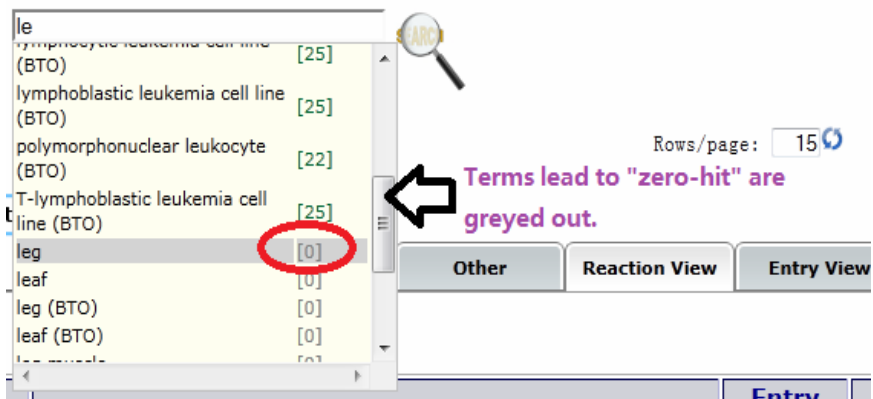 le
lymphocytic leukemia cell line
(BTO)
[25]
lymphoblastic leukemia cell line
(BTO)
[25]
polymorphonuclear leukocyte
(BTO)
[22]
T-lymphoblastic leukemia cell
line (BTO)
[25]
leg [0]
leaf [0]
leg (BTO) [0]
leaf (BTO) [0]
SEARCH
Rows/page: 15
Terms lead to "zero-hit" are
greyed out.
Other
Reaction View
Entry View
Entry